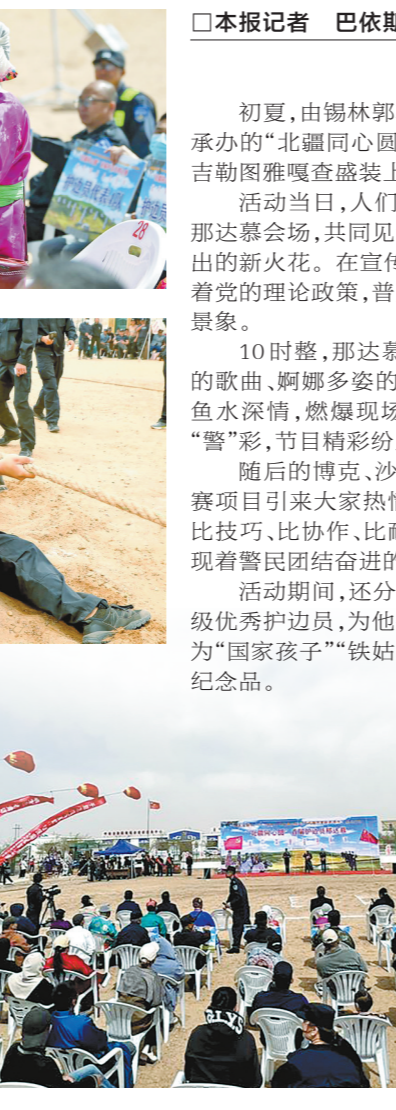 □本报记者　巴依斯
初夏，由锡林郭
承办的“北疆同心圆
吉勒图雅嘎查盛装上
活动当日，人们
那达慕会场，共同见
出的新火花。在宣传
着党的理论政策，普
景象。
10时整，那达慕
的歌曲、婀娜多姿的
鱼水深情，燃爆现场
“警”彩，节目精彩纷
随后的博克、沙
赛项目引来大家热情
比技巧、比协作、比耐
现着警民团结奋进的
活动期间，还分
级优秀护边员，为他
为“国家孩子”“铁姑
纪念品。
护边员代表队
28